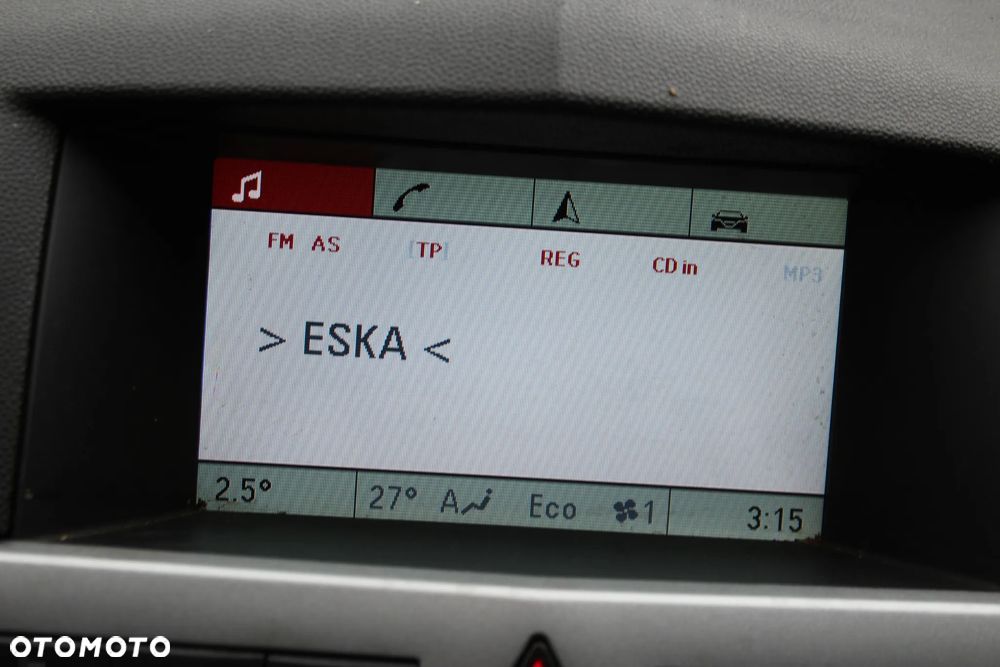 FM AS [TP] REG CD in MP3
> ESKA <
2.5° 27° A Eco 1 3:15
OTOMOTO